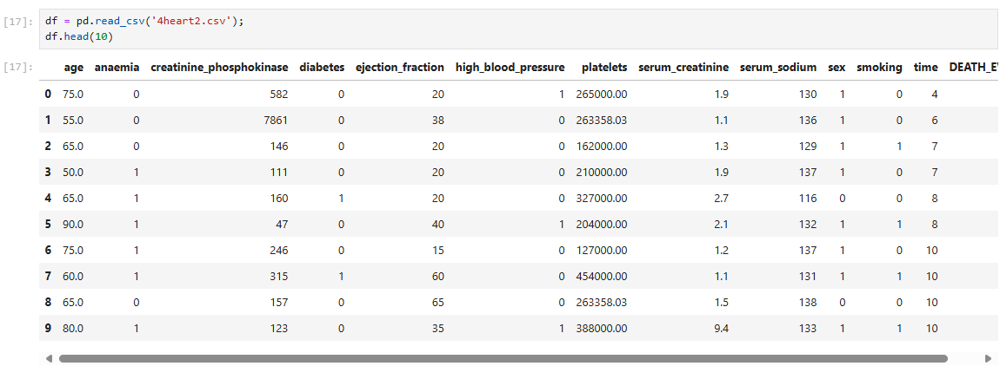 [17]: df = pd.read_csv('4heart2.csv');
df.head(10)
[17]: age anaemia creatinine_phosphokinase diabetes ejection_fraction high_blood_pressure platelets serum_creatinine serum_sodium sex smoking time DEATH_E
0 75.0 0 582 0 20 1 265000.00 1.9 130 1 0 4
1 55.0 0 7861 0 38 0 263358.03 1.1 136 1 0 6
2 65.0 0 146 0 20 0 162000.00 1.3 129 1 1 7
3 50.0 1 111 0 20 0 210000.00 1.9 137 1 0 7
4 65.0 1 160 1 20 0 327000.00 2.7 116 0 0 8
5 90.0 1 47 0 40 1 204000.00 2.1 132 1 1 8
6 75.0 1 246 0 15 0 127000.00 1.2 137 1 0 10
7 60.0 1 315 1 60 0 454000.00 1.1 131 1 1 10
8 65.0 0 157 0 65 0 263358.03 1.5 138 0 0 10
9 80.0 1 123 0 35 1 388000.00 9.4 133 1 1 10